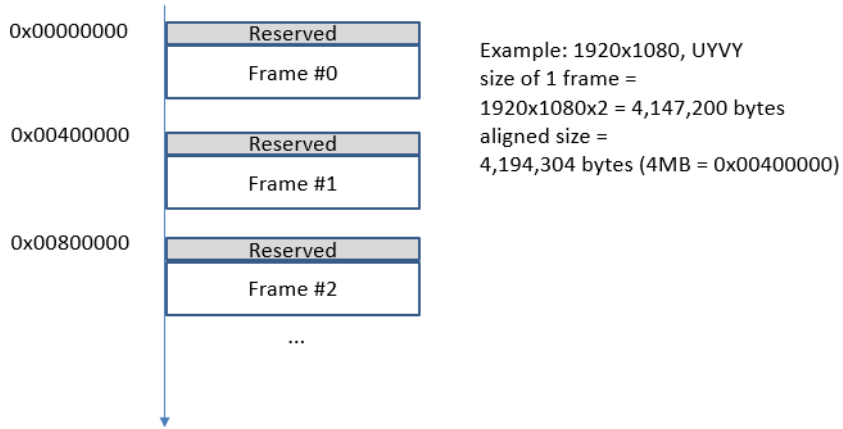 0x00000000
Reserved
Frame #0
0x00400000
Reserved
Frame #1
0x00800000
Reserved
Frame #2
...
Example: 1920x1080, UYVY
size of 1 frame =
1920x1080x2 = 4,147,200 bytes
aligned size =
4,194,304 bytes (4MB = 0x00400000)